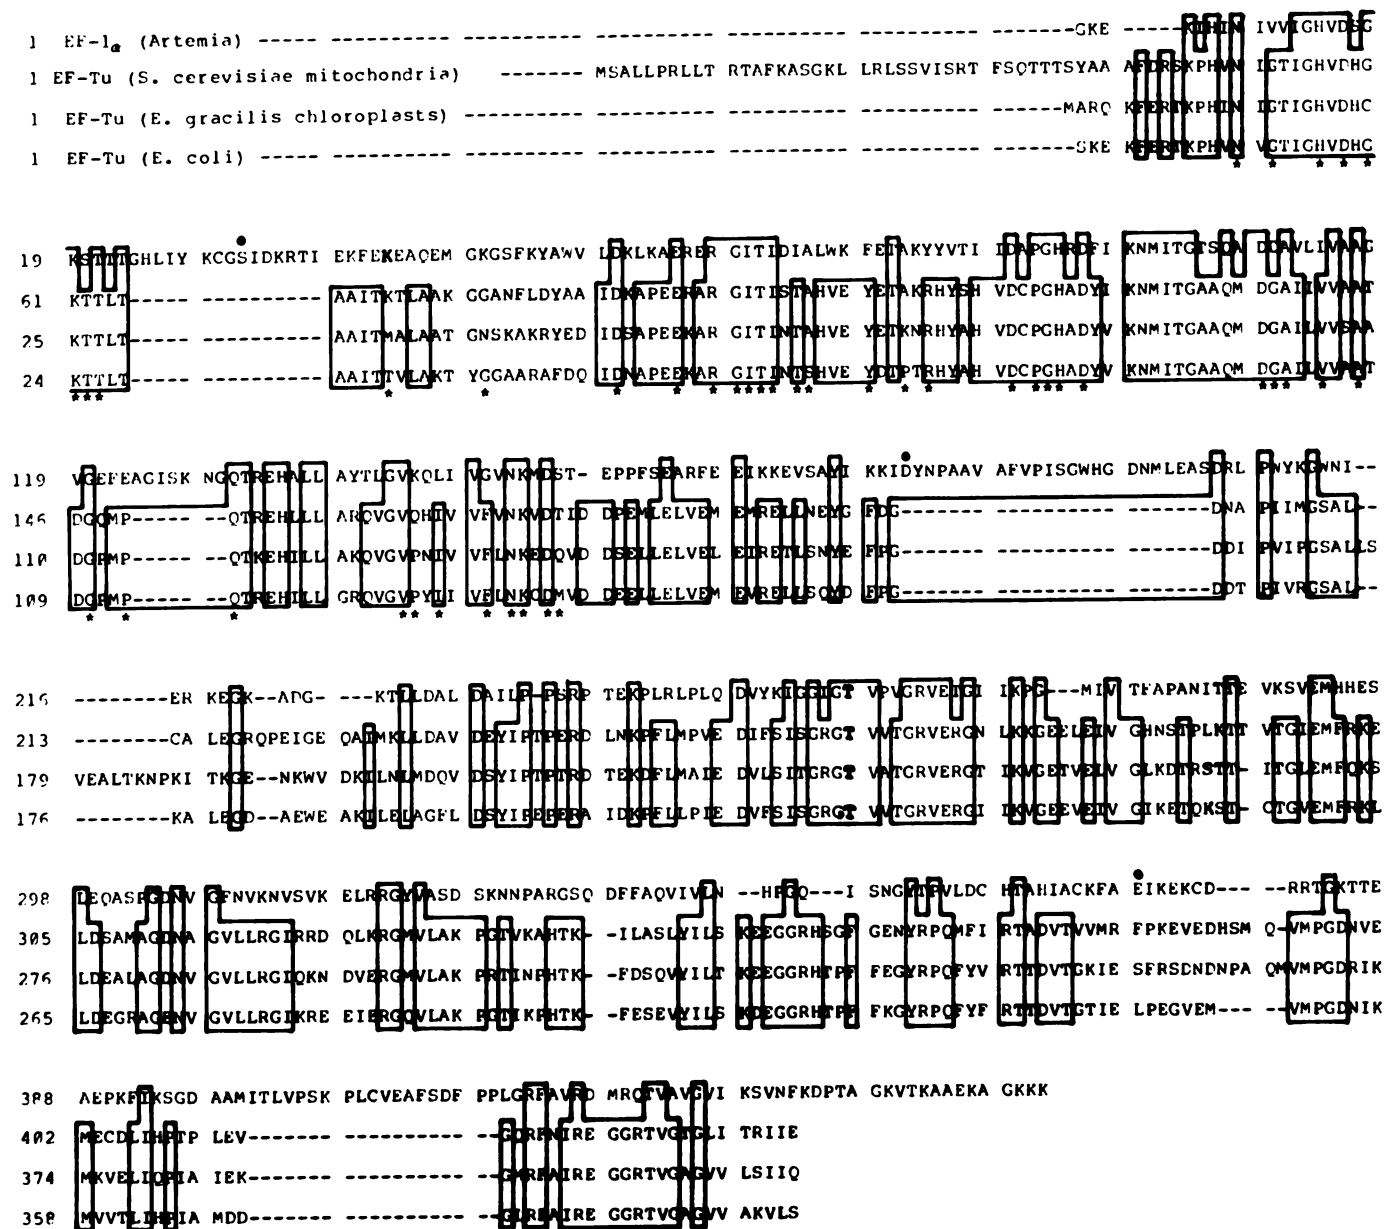 1 EF-1α (Artemia) ----- ---------- ---------- ---------- ---------- ---------- ---------- -------GKE -----KIHIN IVVIGHVDSG
1 EF-Tu (S. cerevisiae mitochondria) ------- MSALLPRLLT RTAFKASGKL LRLSSVISRT FSQTTTSYAA AFDRSKPHVN IGTIGHVDHG
1 EF-Tu (E. gracilis chloroplasts) ---------- ---------- ---------- ---------- ---------- ------MARQ KFERTKPHIN IGTIGHVDHG
1 EF-Tu (E. coli) ----- ---------- ---------- ---------- ---------- ---------- ---------- -------SKE KFERTKPHVN VGTIGHVDHG
* * * * *
19 KSTTTGHLIY KCGSIDKRTI EKFEKEAQEM GKGSFKYAWV LDKLKAERER GITIDIALWK FETAKYYVTI IDAPGHRDFI KNMITGTSQA DCAVLIVAAG
61 KTTLT----- ---------- -AAITKTLAAK GGANFLDYAA IDKAPEERAR GITISTAHVE YETAKRHYSH VDCPGHADYI KNMITGAAQM DGAIIVVAAT
25 KTTLT----- ---------- -AAITMALAAT GNSKAKRYED IDSAPEEKAR GITINTAHVE YETKNRHYAH VDCPGHADYV KNMITGAAQM DGAILVVSAA
24 KTTLT----- ---------- -AAITTVLAKT YGGAARAFDQ IDNAPEEKAR GITINTSHVE YDTPTRHYAH VDCPGHADYV KNMITGAAQM DGAILVVAAT
*** * * * * **** ** * * * * *** * *** * *
119 VGEFEAGISK NGQTREHALL AYTLGVKQLI VGVNKMDST- EPPFSEARFE EIKKEVSAYI KKIDYNPAAV AFVPISGWHG DNMLEASDRL PWYKGWNI--
146 DGQMP----- ---QTREHLLL ARQVGVQHIV VFVNKVDTID DPEMLELVEM EMRELLNEYG FDG------- ---------- --------DNA PIIMGSAL--
110 DGPMP----- ---QTKEHILL AKQVGVPNIV VFLNKEDQVD DSELLELVEL EIRETLSNYE FPG------- ---------- --------DDI PVIPGSALLS
109 DGPMP----- ---QTREHILL GRQVGVPYII VFLNKCDMVD DEELLELVEM EVRELLSQYD FPG------- ---------- --------DDT PIVRGSAL--
* * * ** * * ** **
216 --------ER KEGK--ADG- ---KTLLDAL DAILP-PSRP TEKPLRLPLQ DVYKIGGIGT VPVGRVETGI IKPG---MIV TFAPANITTE VKSVEMHHES
213 --------CA LEGRQPEIGE QAIMKLLDAV DEYIPTPERD LNKPFLMPVE DIFSISGRGT VVTGRVERGN LKKGEELEIV GHNSTPLKTT VTGIEMFRKE
179 VEALTKNPKI TKGE--NKWV DKILNLMDQV DSYIPTPTRD TEKDFLMAIE DVLSITGRGT VATGRVERGT IKVGETVELV GLKDTRSTT- ITGLEMFQKS
176 --------KA LEGD--AEWE AKILELAGFL DSYIPEPERA IDKPFLLPIE DVFSISGRGT VVTGRVERGI IKVGEEVEIV GIKETQKST- CTGVEMFRKL
298 LEQASPGDNV GFNVKNVSVK ELRRGYVASD SKNNPARGSQ DFFAQVIVLN --HPGQ---I SNGYTPVLDC HTAHIACKFA EIKEKCD--- --RRTGKTTE
305 LDSAMAGDNA GVLLRGIRRD QLKRGMVLAK PGTVKAHTK- -ILASLYILS KEEGGRHSGF GENYRPQMFI RTADVTVVMR FPKEVEDHSM Q--VMPGDNVE
276 LDEALAGDNV GVLLRGIQKN DVERGMVLAK PRTINPHTK- -FDSQVYILT KEEGGRHTPF FEGYRPQFYV RTTDVTGKIE SFRSDNDNPA QMVMPGDRIK
265 LDEGRAGENV GVLLRGIKRE EIERGQVLAK PGTIKPHTK- -FESEVYILS KDEGGRHTPF FKGYRPQFYF RTTDVTGTIE LPEGVEM--- --VMPGDNIK
388 AEPKFIKSGD AAMITLVPSK PLCVEAFSDF PPLGRFAVRD MRQTVAVGVI KSVNFKDPTA GKVTKAAEKA GKKK
402 MECDLIHPTP LEV------- ---------- --GQRFNIRE GGRTVGTGLI TRIIE
374 MKVELIQPIA IEK------- ---------- --GMRFAIRE GGRTVGAGVV LSIIQ
358 MVVTLIHPIA MDD------- ---------- --GLRFAIRE GGRTVGAGVV AKVLS